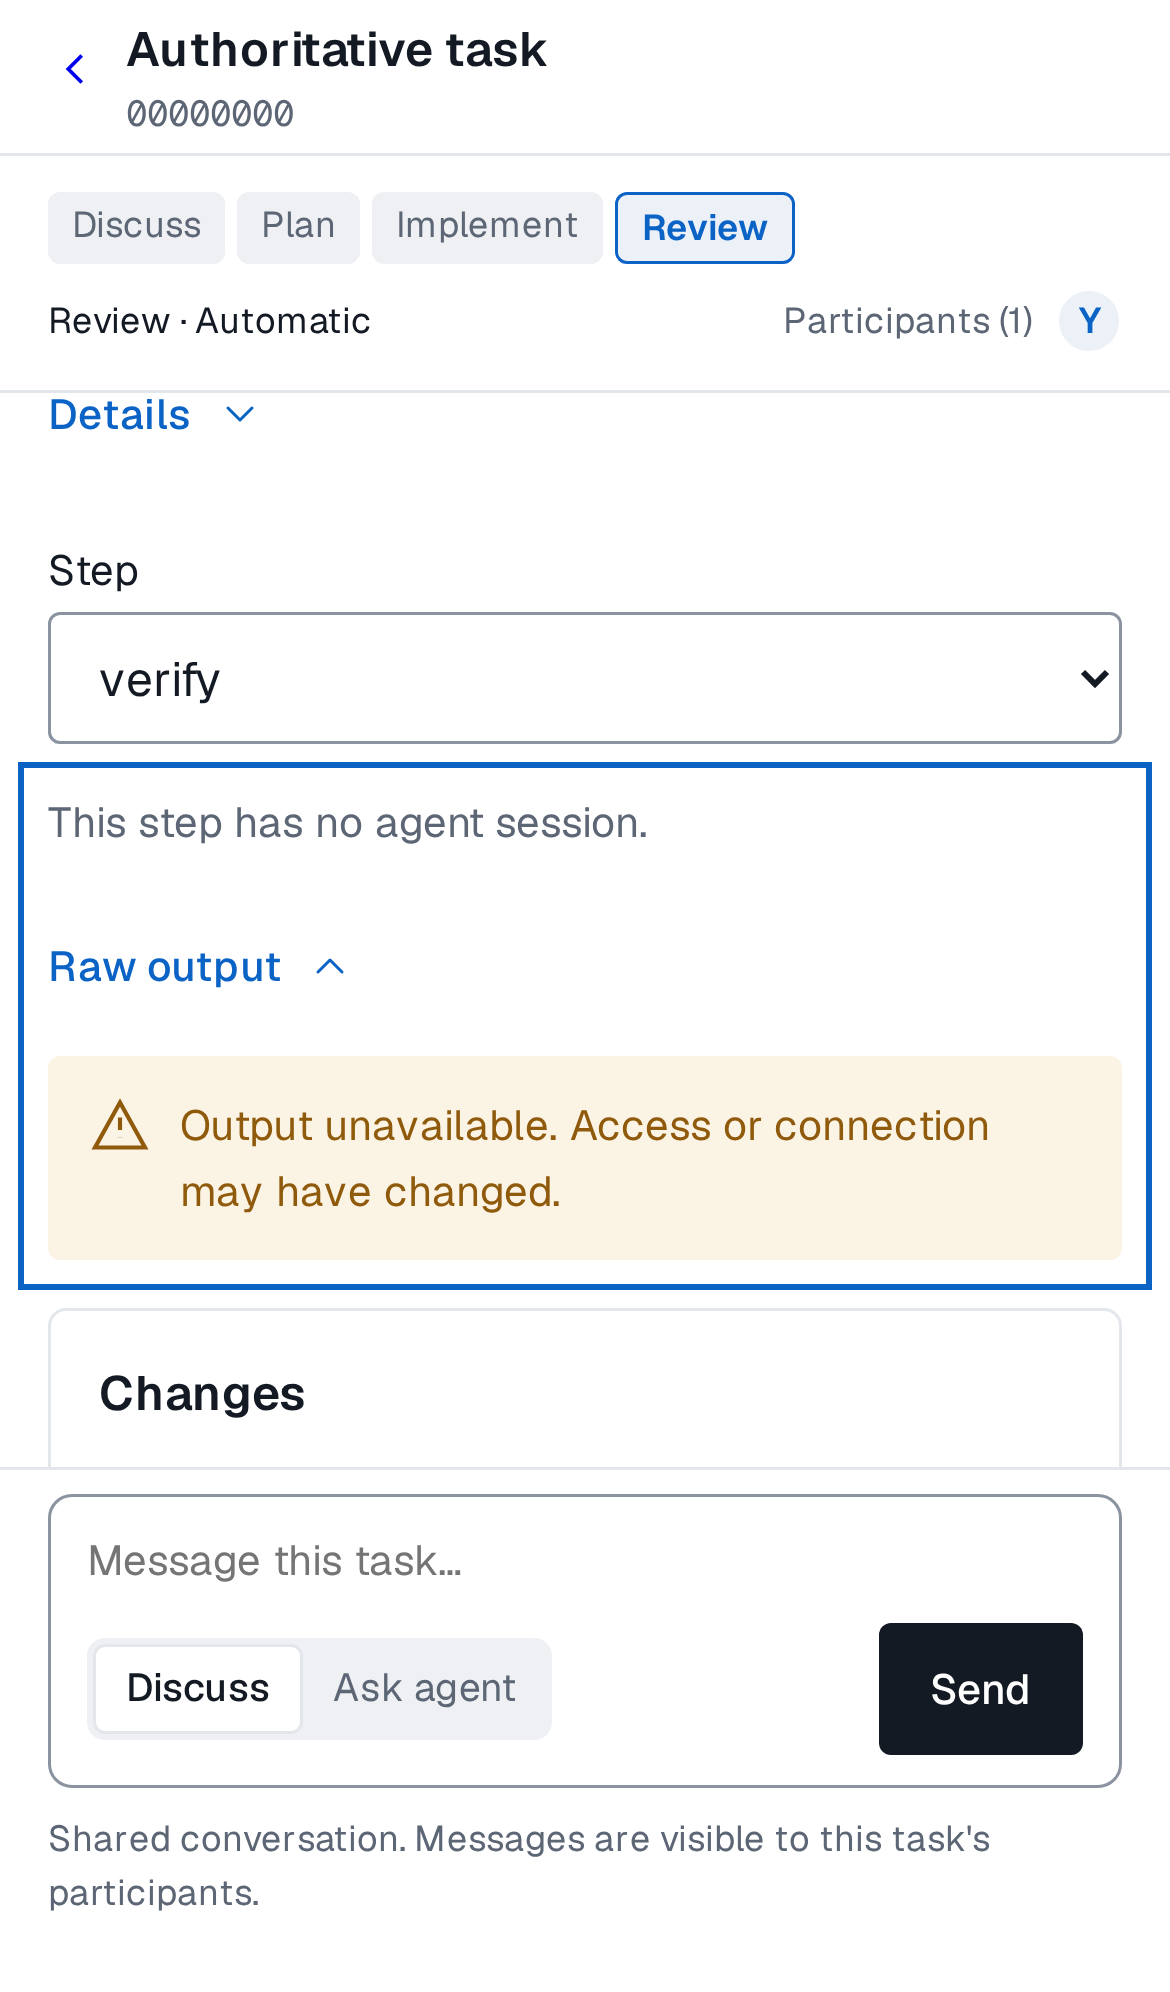 Authoritative task
00000000
Discuss Plan Implement Review
Review · Automatic Participants (1) Y
Details
Step
verify
This step has no agent session.
Raw output
Output unavailable. Access or connection
may have changed.
Changes
Message this task…
Discuss Ask agent Send
Shared conversation. Messages are visible to this task's
participants.